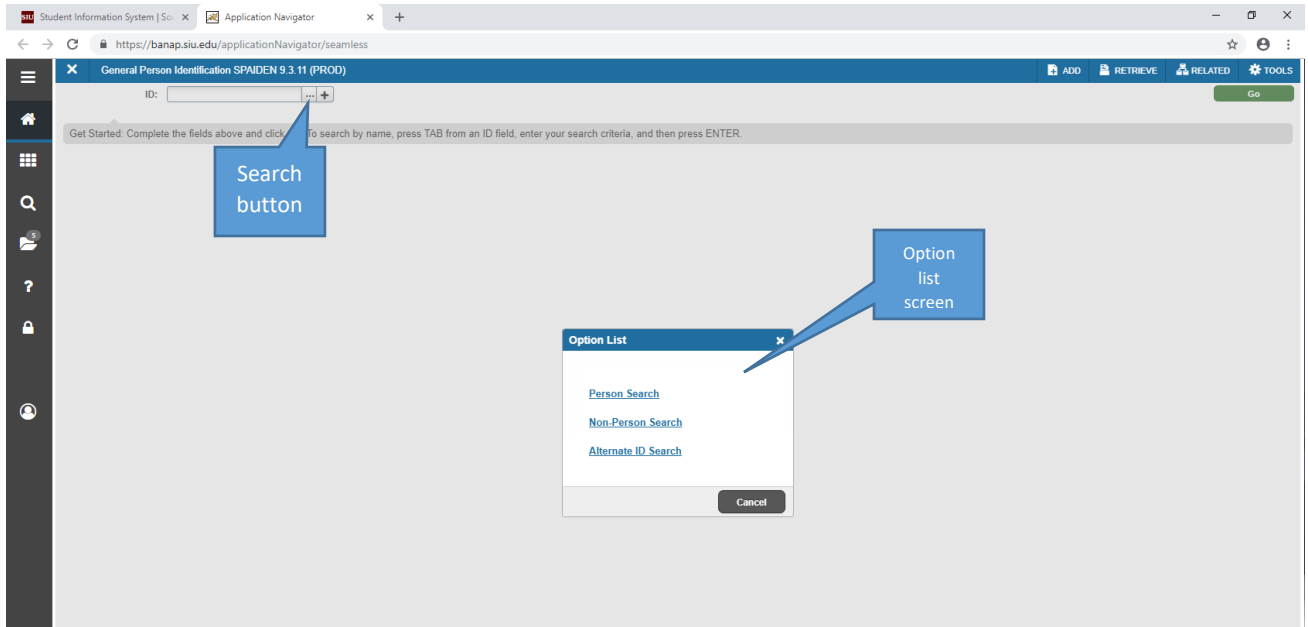 SIU Student Information System | So
Application Navigator
https://banap.siu.edu/applicationNavigator/seamless
General Person Identification SPAIDEN 9.3.11 (PROD)
ADD RETRIEVE RELATED TOOLS
ID: ... +
Go
Get Started: Complete the fields above and click To search by name, press TAB from an ID field, enter your search criteria, and then press ENTER.
Search
button
5
?
Option
list
screen
Option List
Person Search
Non-Person Search
Alternate ID Search
Cancel